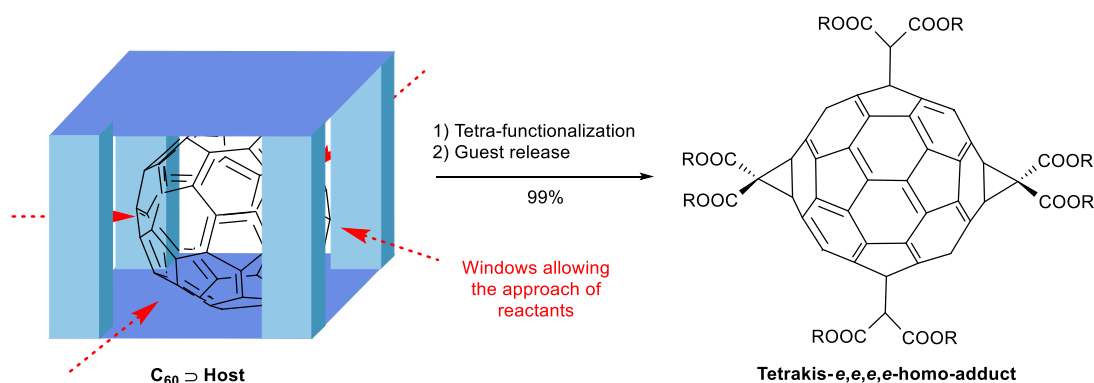 ROOC COOR
1) Tetra-functionalization
2) Guest release
99%
ROOC
ROOC
COOR
COOR
Windows allowing
the approach of
reactants
ROOC COOR
C60 ⊃ Host
Tetrakis-e,e,e,e-homo-adduct